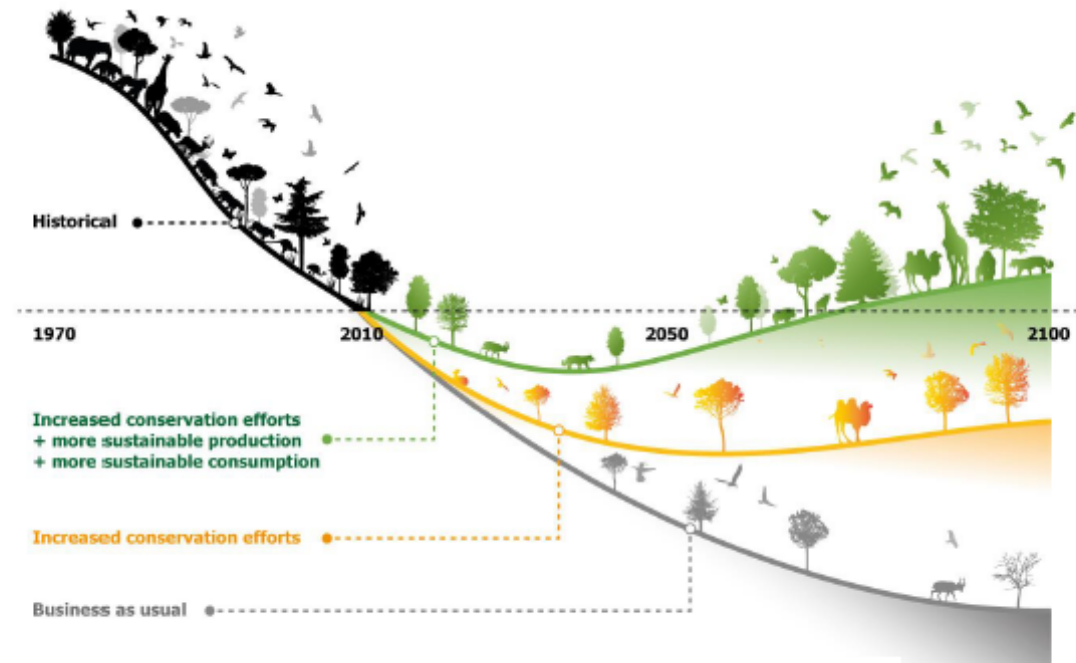 Historical
1970
2010
2050
2100
Increased conservation efforts
+ more sustainable production
+ more sustainable consumption
Increased conservation efforts
Business as usual